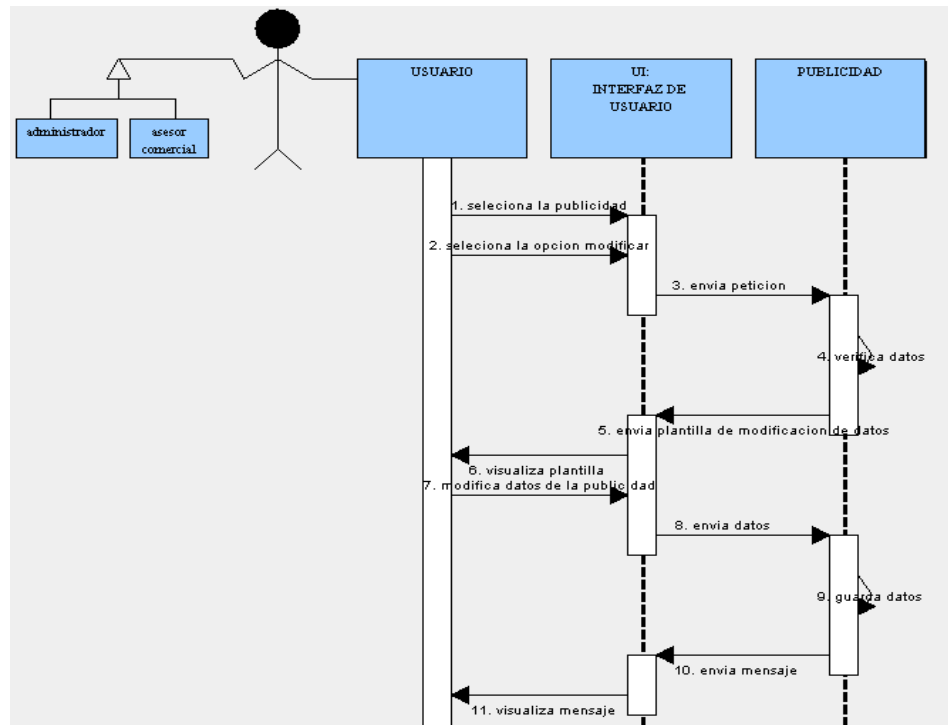 USUARIO
UI:
INTERFAZ DE
USUARIO
PUBLICIDAD
administrador
asesor
comercial
1. seleciona la publicidad
2. seleciona la opcion modificar
3. envia peticion
4. verifica datos
5. envia plantilla de modificacion de datos
6. visualiza plantilla
7. modifica datos de la publicidad
8. envia datos
9. guarda datos
10. envia mensaje
11. visualiza mensaje